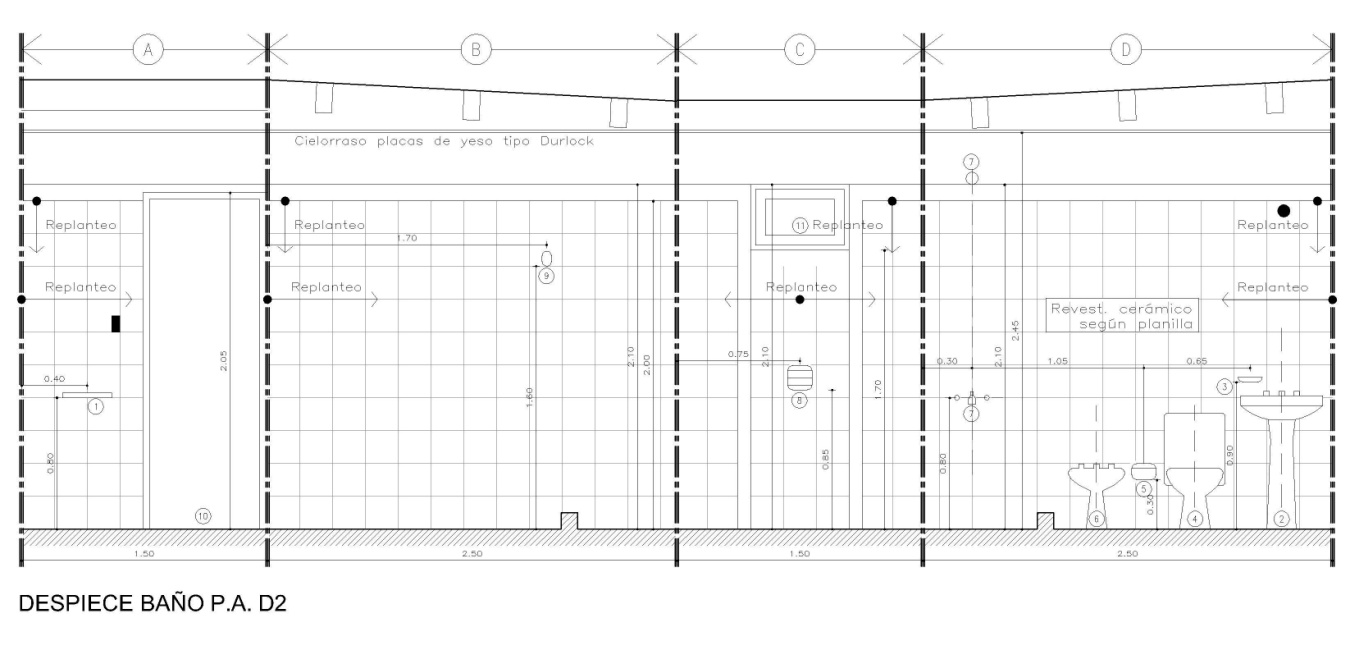 A
B
C
D
Cielorraso placas de yeso tipo Durlock
7
Replanteo
Replanteo
11
Replanteo
Replanteo
1.70
9
Replanteo
Replanteo
Replanteo
Replanteo
Revest. cerámico
según planilla
2.45
2.05
2.10
2.00
0.75
2.10
0.30
2.10
1.05
0.65
0.40
1
1.60
8
1.70
7
3
0.80
0.85
0.80
0.90
5
0.30
10
6
4
2
1.50
2.50
1.50
2.50
DESPIECE BAÑO P.A. D2